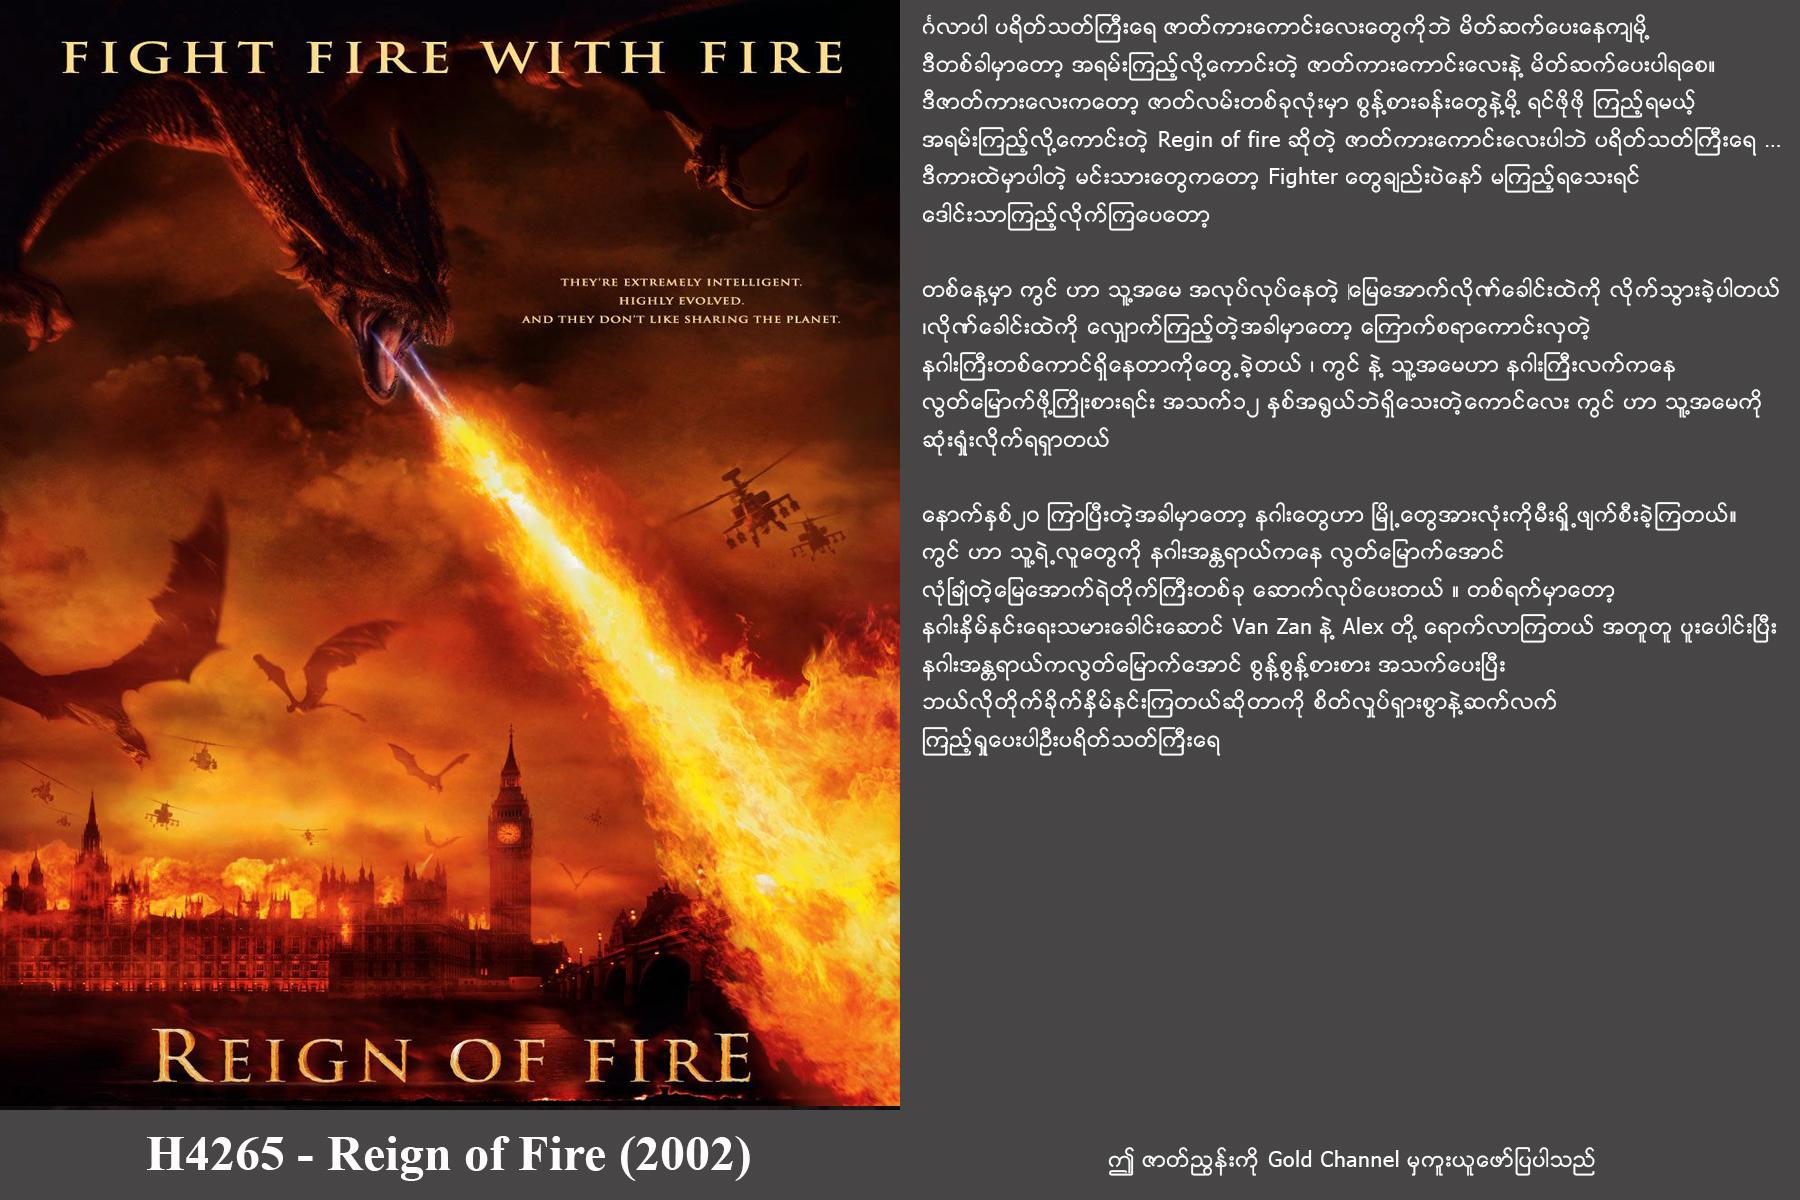 FIGHT FIRE WITH FIRE
THEY'RE EXTREMELY INTELLIGENT.
HIGHLY EVOLVED.
AND THEY DON'T LIKE SHARING THE PLANET.
REIGN OF FIRE
H4265 - Reign of Fire (2002)
င်္ဂလာပါ ပရိတ်သတ်ကြီးရေ ဇာတ်ကားကောင်းလေးတွေကိုဘဲ မိတ်ဆက်ပေးနေကျမို့
ဒီတစ်ခါမှာတော့ အရမ်းကြည့်လို့ကောင်းတဲ့ ဇာတ်ကားကောင်းလေးနဲ့ မိတ်ဆက်ပေးပါရစေ။
ဒီဇာတ်ကားလေးကတော့ ဇာတ်လမ်းတစ်ခုလုံးမှာ စွန့်စားခန်းတွေနဲ့မို့ ရင်ဖိုဖို ကြည့်ရမယ့်
အရမ်းကြည့်လို့ကောင်းတဲ့ Regin of fire ဆိုတဲ့ ဇာတ်ကားကောင်းလေးပါဘဲ ပရိတ်သတ်ကြီးရေ ...
ဒီကားထဲမှာပါတဲ့ မင်းသားတွေကတော့ Fighter တွေချည်းပဲနော် မကြည့်ရသေးရင်
ဒေါင်းသာကြည့်လိုက်ကြပေတော့
တစ်နေ့မှာ ကွင် ဟာ သူ့အမေ အလုပ်လုပ်နေတဲ့ မြေအောက်လိုဏ်ခေါင်းထဲကို လိုက်သွားခဲ့ပါတယ်
၊လိုဏ်ခေါင်းထဲကို လျှောက်ကြည့်တဲ့အခါမှာတော့ ကြောက်စရာကောင်းလှတဲ့
နဂါးကြီးတစ်ကောင်ရှိနေတာကိုတွေ့ခဲ့တယ် ၊ ကွင် နဲ့ သူ့အမေဟာ နဂါးကြီးလက်ကနေ
လွတ်မြောက်ဖို့ကြိုးစားရင်း အသက်၁၂ နှစ်အရွယ်ဘဲရှိသေးတဲ့ကောင်လေး ကွင် ဟာ သူ့အမေကို
ဆုံးရှုံးလိုက်ရရှာတယ်
နောက်နှစ်၂၀ ကြာပြီးတဲ့အခါမှာတော့ နဂါးတွေဟာ မြို့တွေအားလုံးကိုမီးရှို့ဖျက်စီးခဲ့ကြတယ်။
ကွင် ဟာ သူ့ရဲ့လူတွေကို နဂါးအန္တရာယ်ကနေ လွတ်မြောက်အောင်
လုံခြုံတဲ့မြေအောက်ရဲတိုက်ကြီးတစ်ခု ဆောက်လုပ်ပေးတယ် ။ တစ်ရက်မှာတော့
နဂါးနှိမ်နင်းရေးသမားခေါင်းဆောင် Van Zan နဲ့ Alex တို့ ရောက်လာကြတယ် အတူတူ ပူးပေါင်းပြီး
နဂါးအန္တရာယ်ကလွတ်မြောက်အောင် စွန့်စွန့်စားစား အသက်ပေးပြီး
ဘယ်လိုတိုက်ခိုက်နှိမ်နင်းကြတယ်ဆိုတာကို စိတ်လှုပ်ရှားစွာနဲ့ဆက်လက်
ကြည့်ရှုပေးပါဦးပရိတ်သတ်ကြီးရေ
ဤ ဇာတ်ညွှန်းကို Gold Channel မှကူးယူဖော်ပြပါသည်